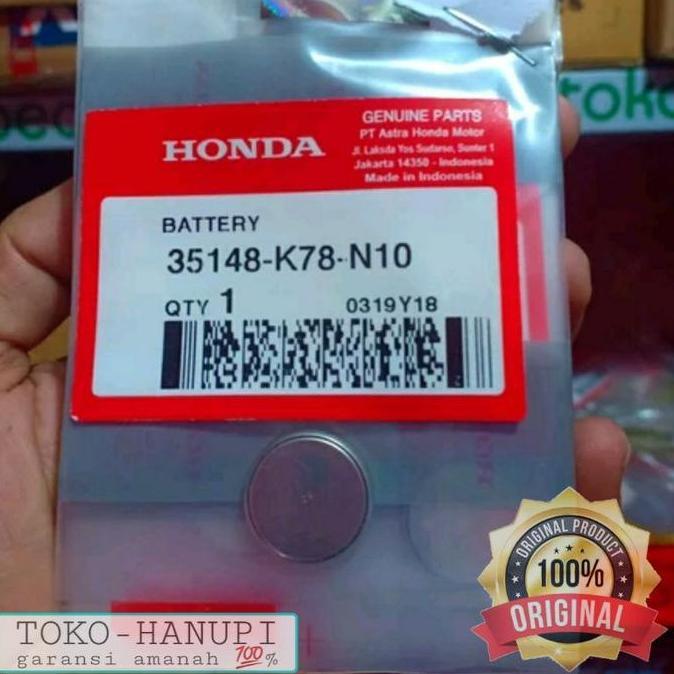 toko
HONDA
GENUINE PARTS
PT Astra Honda Motor
Jl. Laksda Yos Sudarso, Sunter 1
Jakarta 14350 - Indonesia
Made in Indonesia
BATTERY
35148-K78-N10
QTY 1
0319Y18
ORIGINAL PRODUCT
100%
ORIGINAL
TOKO-HANUPI
garansi amanah 💯%